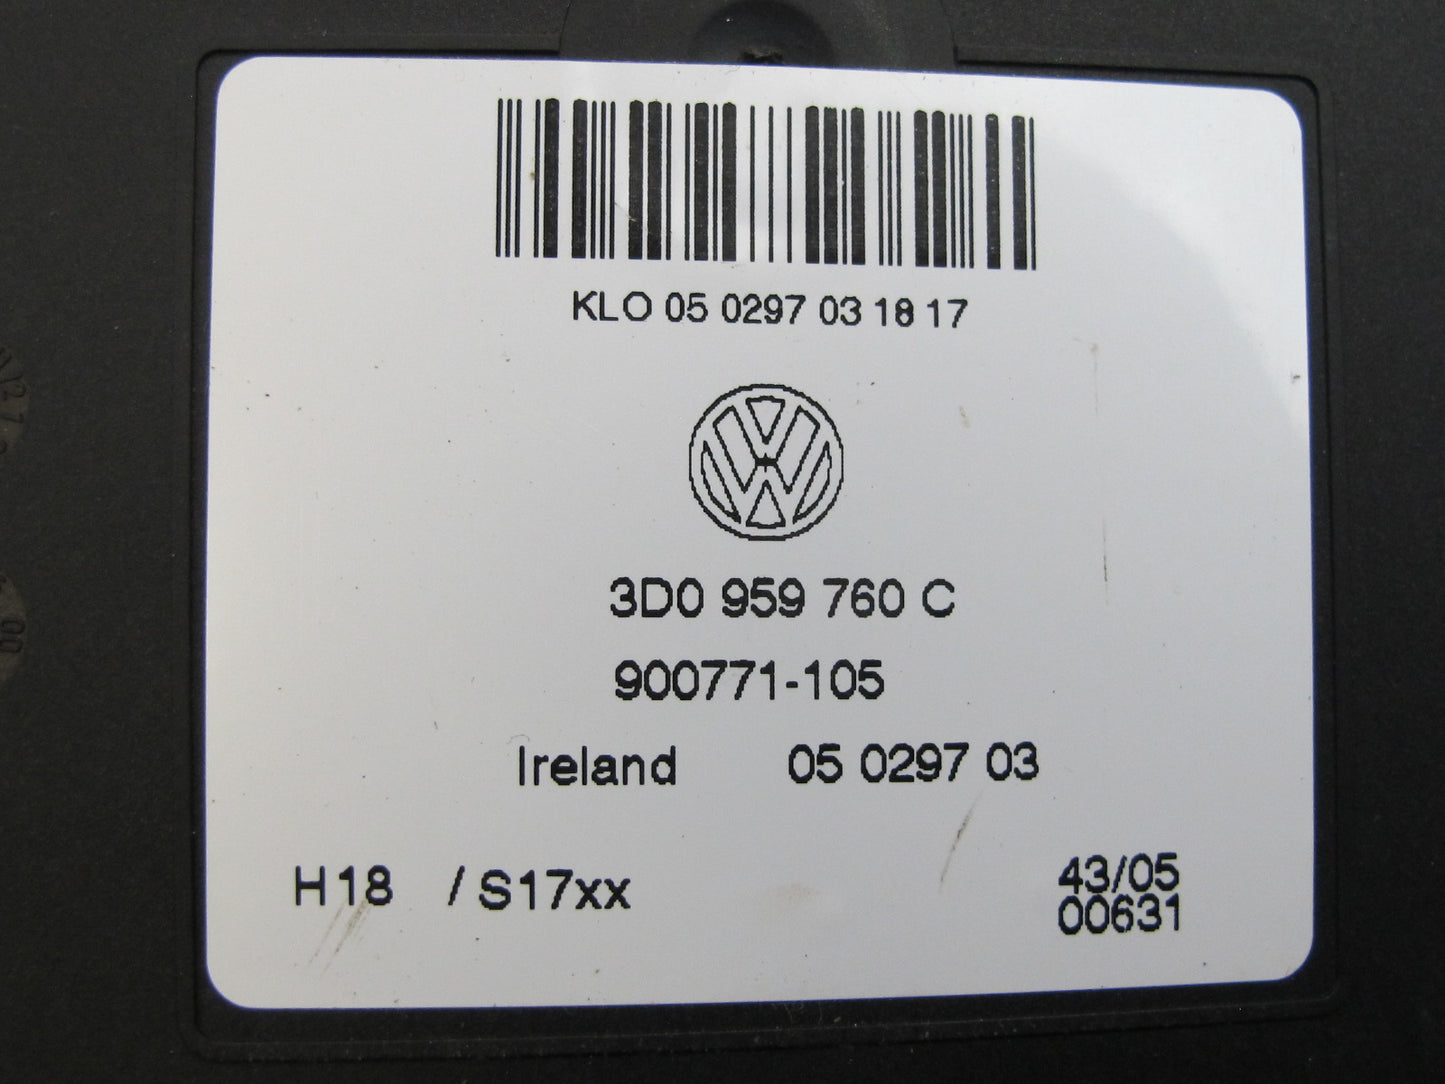 KLO 05 0297 03 18 17
3D0 959 760 C
900771-105
Ireland 05 0297 03
H18 / S17xx
43/05
00631